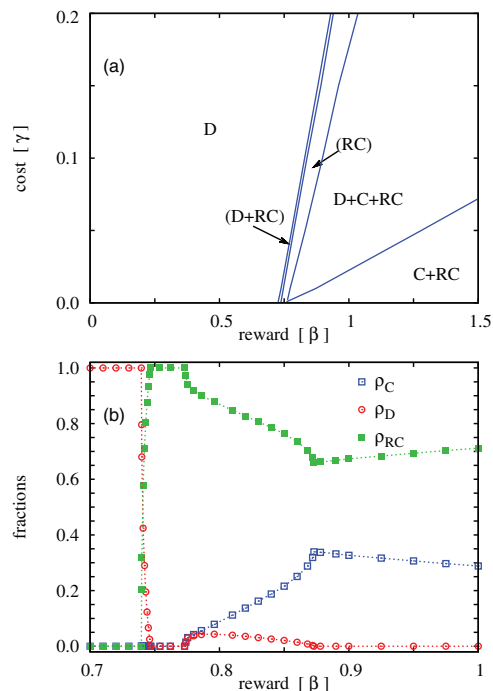 0.2
(a)
D
(RC)
cost [ γ ]
0.1
(D+RC)
D+C+RC
C+RC
0.0
0 0.5 1 1.5
reward [ β ]
1.0
(b)
ρC
0.8
ρD
ρRC
0.6
fractions
0.4
0.2
0.0
0.7 0.8 0.9 1
reward [ β ]